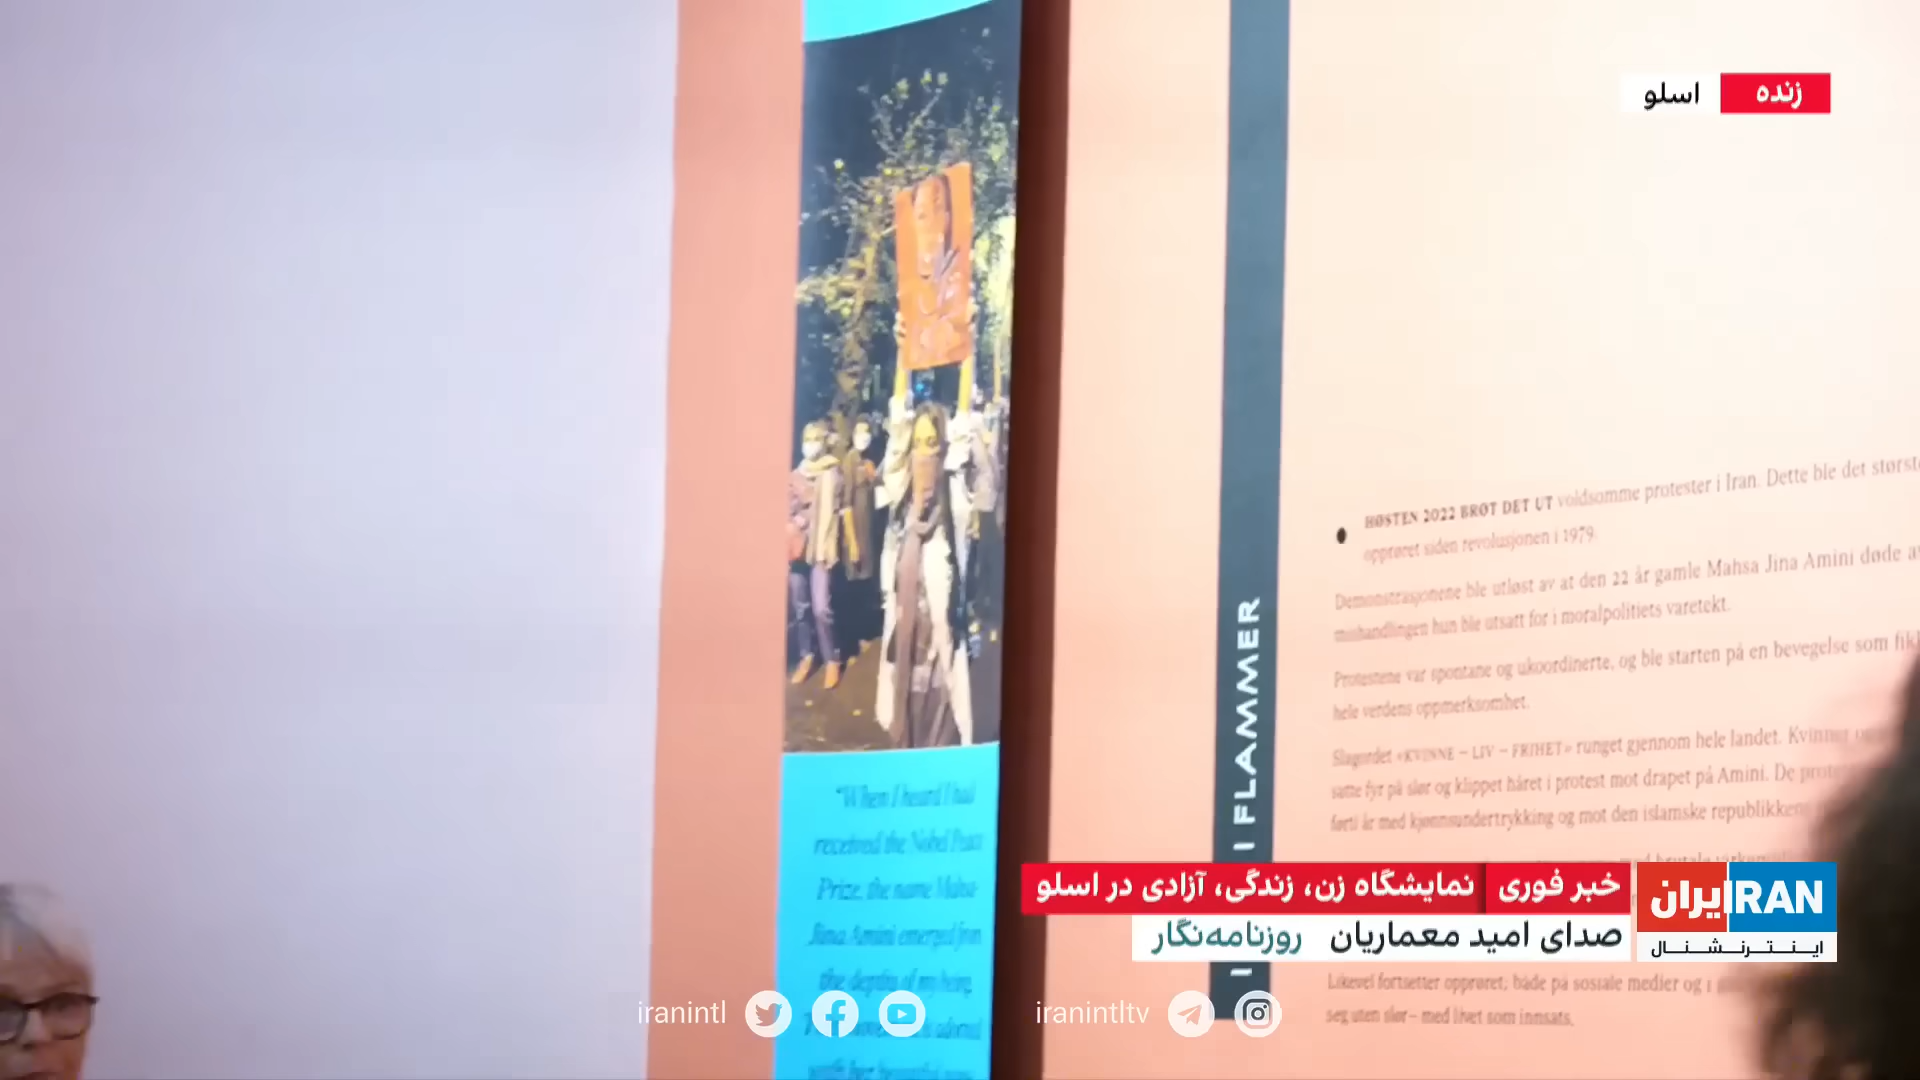 زنده
اسلو
HØSTEN 2022 BRØT DET UT voldsomme protester i Iran. Dette ble det største
opprøret siden revolusjonen i 1979.
Demonstrasjonene ble utløst av at den 22 år gamle Mahsa Jina Amini døde
mishandlingen hun ble utsatt for i moralpolitiets varetekt.
Protestene var spontane og ukoordinerte, og ble starten på en bevegelse som fikk
hele verdens oppmerksomhet.
Slagordet «KVINNE – LIV – FRIHET» runget gjennom hele landet. Kvinner
satte fyr på slør og klippet håret i protest mot drapet på Amini. De
førti år med kjønnsundertrykking og mot den islamske republikken
Likevel fortsetter opprøret, både på sosiale medier og i
seg uten slør – med livet som innsats.
I FLAMMER
"When I heard I had
received the Nobel Peace
Prize, the name Mahsa
Jina Amini emerged from
the depths of my being.
خبر فوری
نمایشگاه زن، زندگی، آزادی در اسلو
صدای امید معماریان روزنامه‌نگار
ایران IRAN
اینترنشنال
iranintl
iranintltv